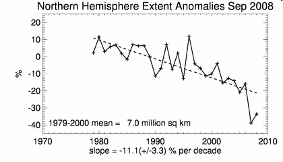 Northern Hemisphere Extent Anomalies Sep 2008
20
10
0
-10
-20
-30
-40
%
1979-2000 mean = 7.0 million sq km
1970 1980 1990 2000 2010
slope = -11.1(+/-3.3) % per decade